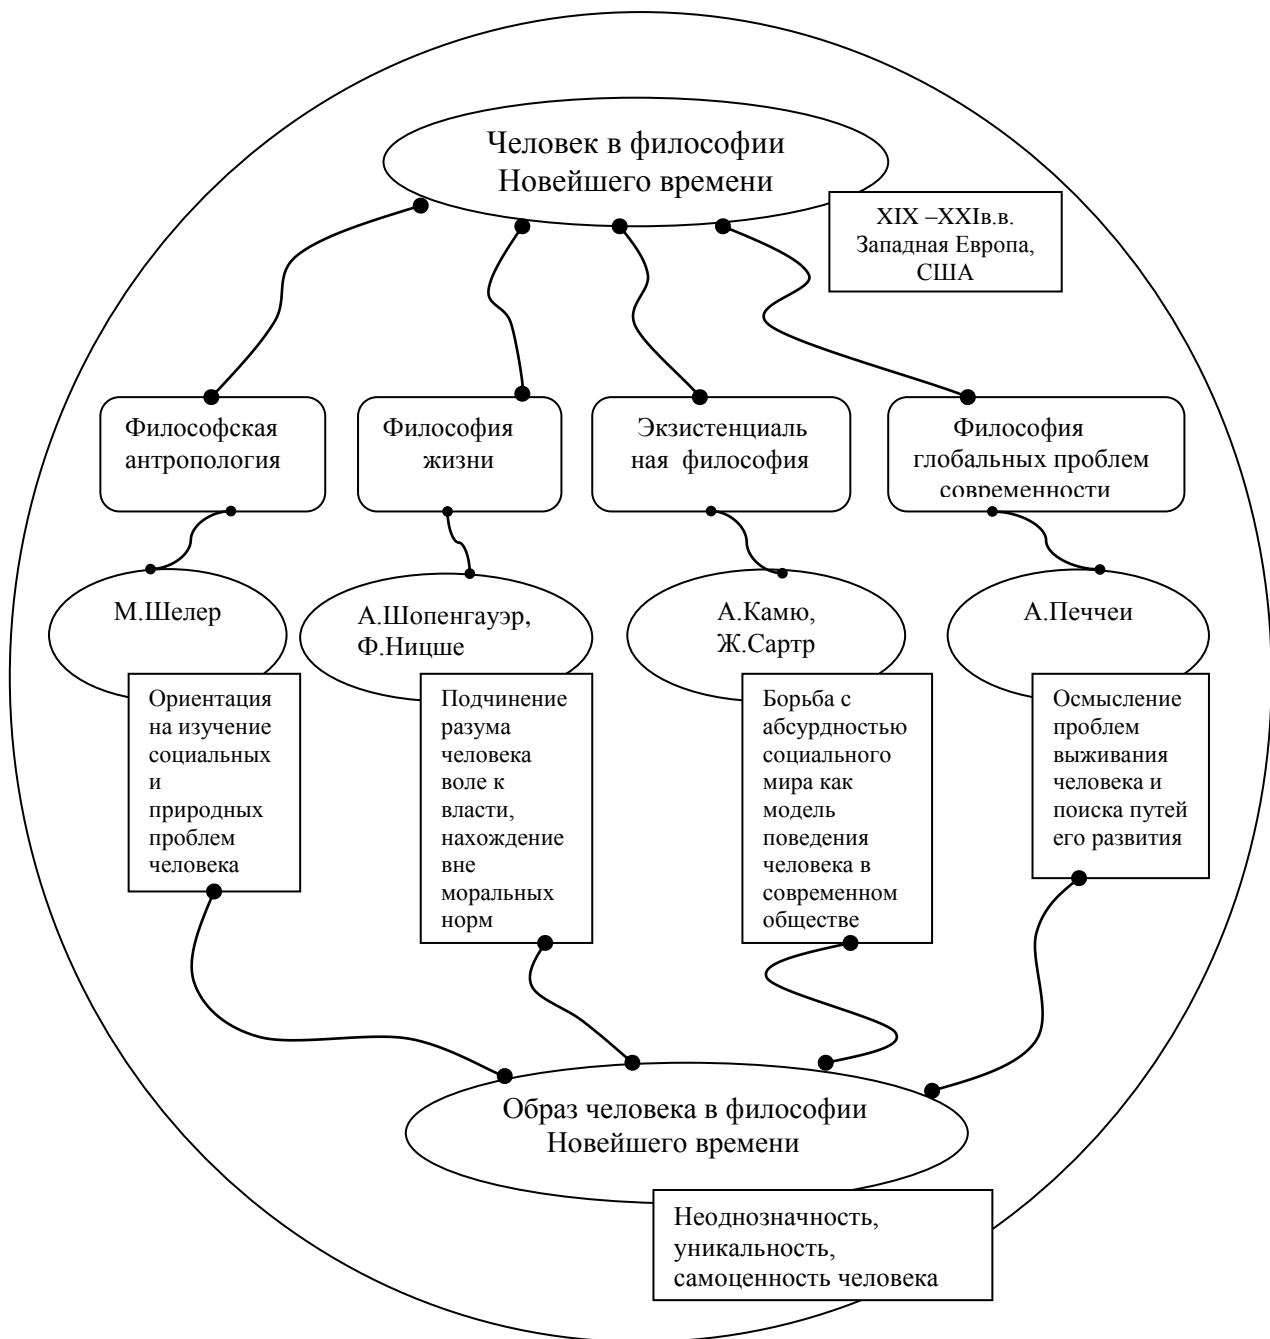 Человек в философии
Новейшего времени
XIX –XXIв.в.
Западная Европа,
США
Философская
антропология
Философия
жизни
Экзистенциаль
ная философия
Философия
глобальных проблем
современности
М.Шелер
А.Шопенгауэр,
Ф.Ницше
А.Камю,
Ж.Сартр
А.Печчеи
Ориентация
на изучение
социальных
и
природных
проблем
человека
Подчинение
разума
человека
воле к
власти,
нахождение
вне
моральных
норм
Борьба с
абсурдностью
социального
мира как
модель
поведения
человека в
современном
обществе
Осмысление
проблем
выживания
человека и
поиска путей
его развития
Образ человека в философии
Новейшего времени
Неоднозначность,
уникальность,
самоценность человека